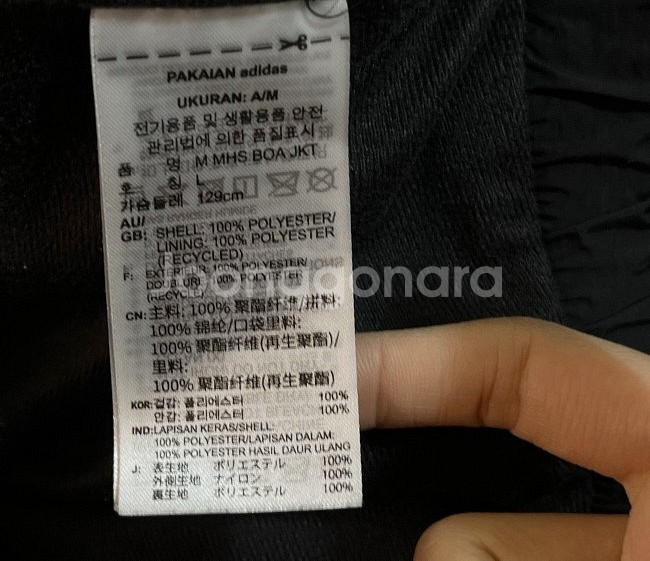 PAKAIAN adidas
UKURAN: A/M
전기용품 및 생활용품 안전
관리법에 의한 품질표시
품 명 M MHS BOA JKT
호 칭 L
가슴둘레 129cm
AU/
GB: SHELL: 100% POLYESTER/
LINING: 100% POLYESTER
(RECYCLED)
F: EXTERIEUR: 100% POLYESTER/
DOUBLURE: 100% POLYESTER
(RECYCLE)
CN: 主料: 100% 聚酯纤维/拼料:
100% 锦纶/口袋里料:
100% 聚酯纤维(再生聚酯)/
里料:
100% 聚酯纤维(再生聚酯)
KOR: 겉감: 폴리에스터 100%
안감: 폴리에스터 100%
IND: LAPISAN KERAS/SHELL:
100% POLYESTER/LAPISAN DALAM:
100% POLYESTER HASIL DAUR ULANG
J: 表生地 ポリエステル 100%
外側生地 ナイロン 100%
裏生地 ポリエステル 100%